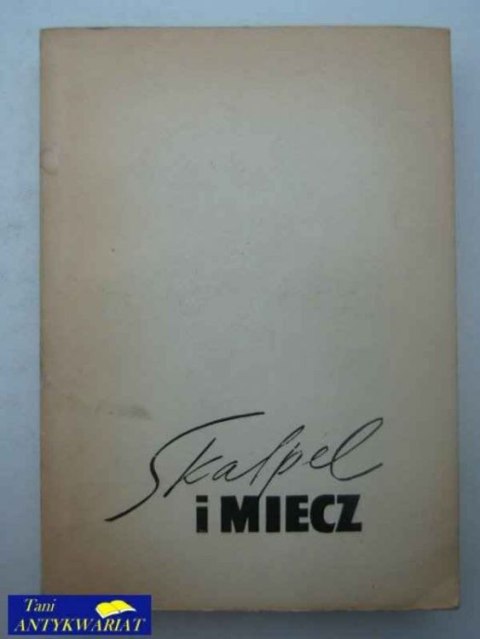 Skalpel
i MIECZ
Tani
ANTYKWARIAT